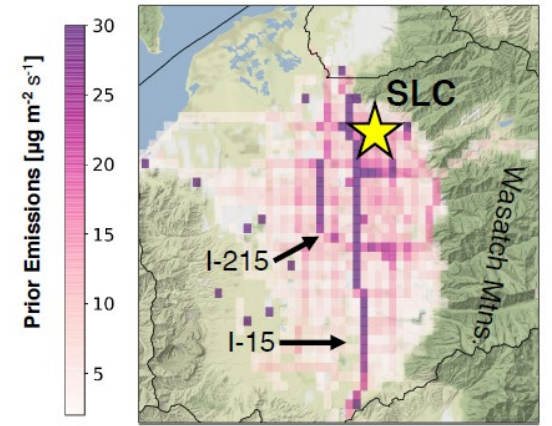 Prior Emissions [µg m⁻² s⁻¹]
30
25
20
15
10
5
SLC
I-215
I-15
Wasatch Mtns.